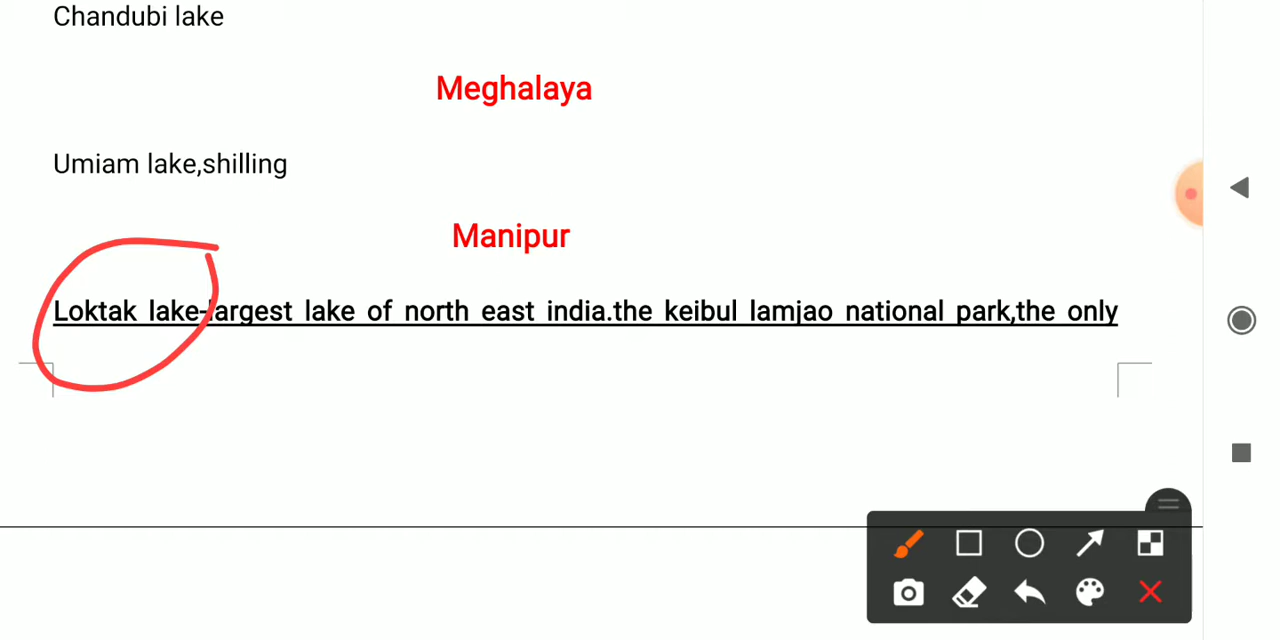 Chandubi lake
Meghalaya
Umiam lake,shilling
Manipur
Loktak lake-largest lake of north east india.the keibul lamjao national park,the only